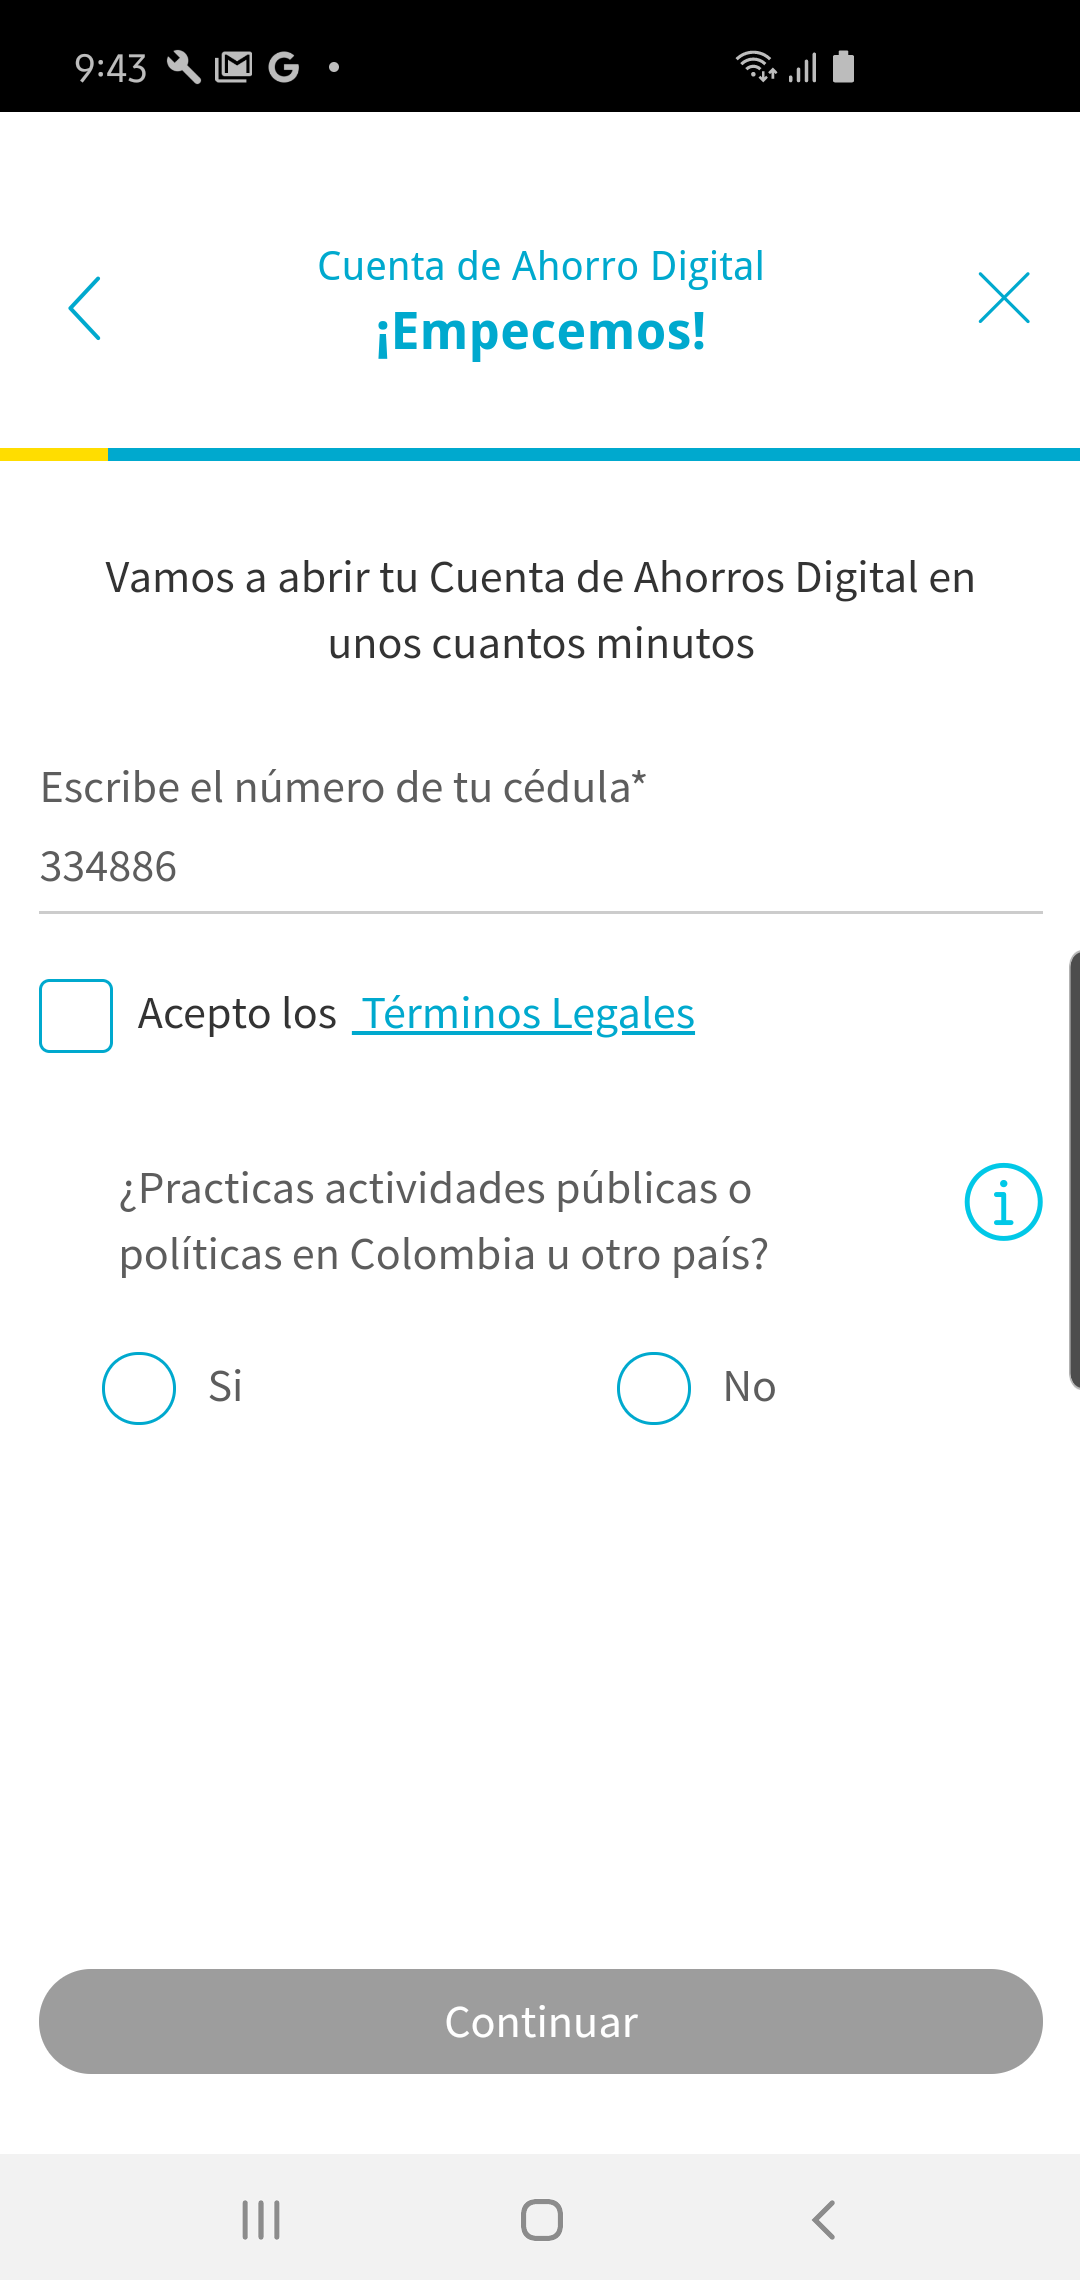 9:43
Cuenta de Ahorro Digital
¡Empecemos!
Vamos a abrir tu Cuenta de Ahorros Digital en
unos cuantos minutos
Escribe el número de tu cédula*
334886
Acepto los Términos Legales
¿Practicas actividades públicas o
políticas en Colombia u otro país?
Si
No
Continuar